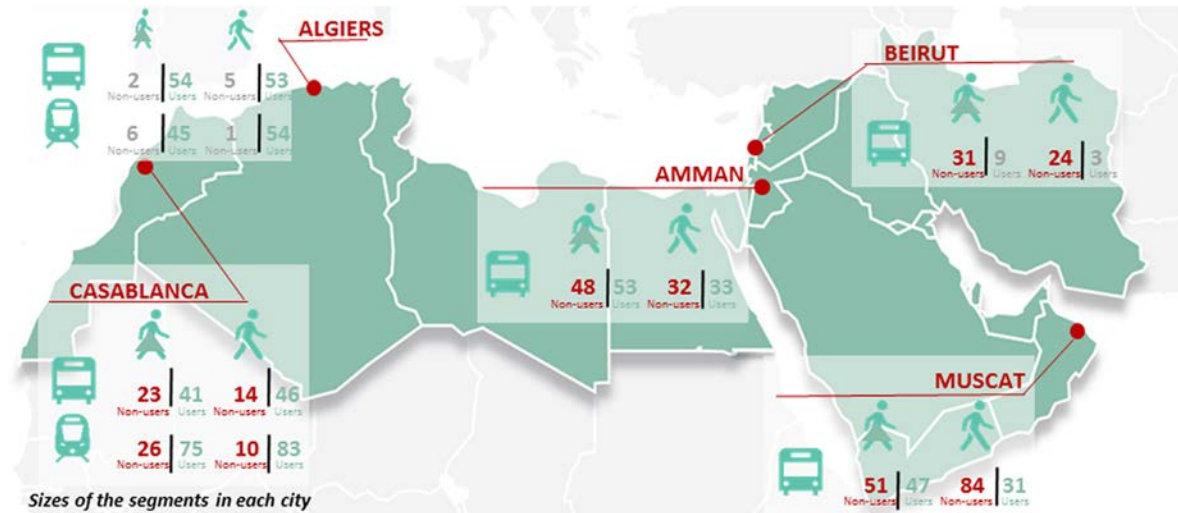 ALGIERS
2 54 5 53
Non-users Users Non-users Users
6 45 1 54
Non-users Users Non-users Users
BEIRUT
31 9 24 3
Non-users Users Non-users Users
AMMAN
48 53 32 33
Non-users Users Non-users Users
CASABLANCA
23 41 14 46
Non-users Users Non-users Users
26 75 10 83
Non-users Users Non-users Users
MUSCAT
51 47 84 31
Non-users Users Non-users Users
Sizes of the segments in each city